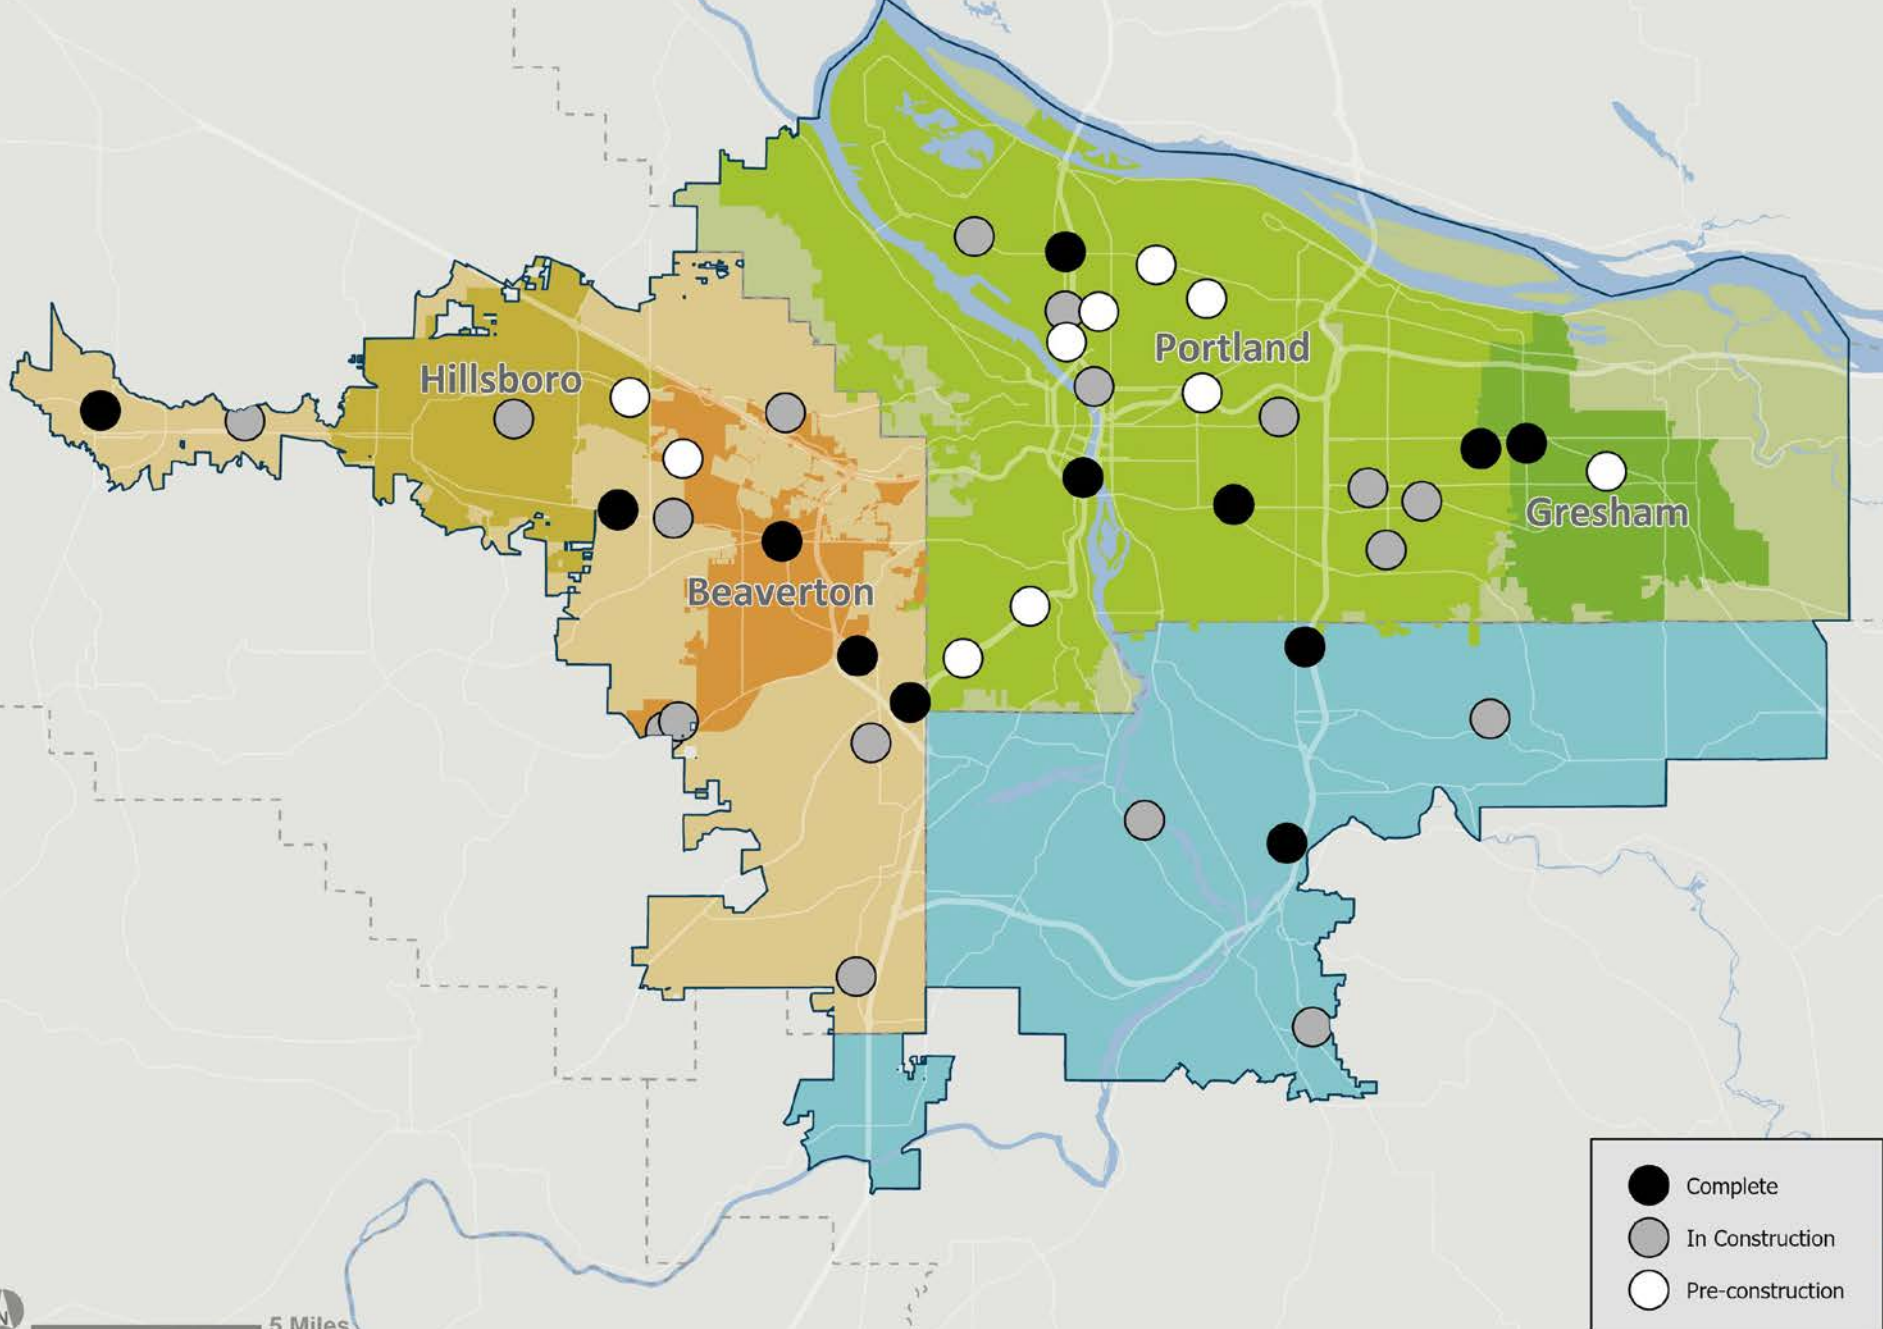 Portland
Hillsboro
Gresham
Beaverton
Complete
In Construction
Pre-construction
N
5 Miles